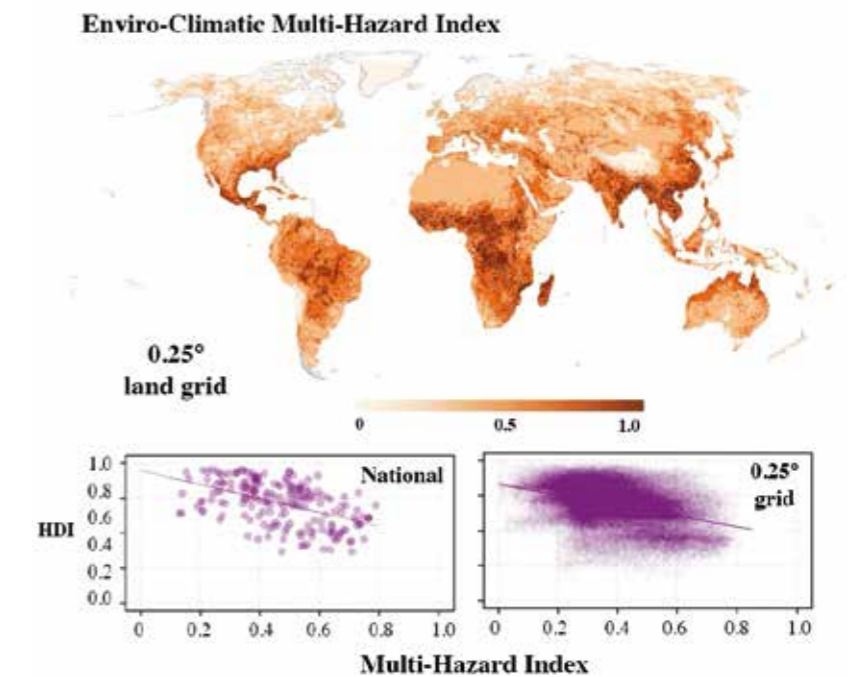 Enviro-Climatic Multi-Hazard Index
0.25°
land grid
0 0.5 1.0
National
1.0
0.8
0.6
0.4
0.2
0.0
HDI
0 0.2 0.4 0.6 0.8 1.0
0.25°
grid
0 0.2 0.4 0.6 0.8 1.0
Multi-Hazard Index